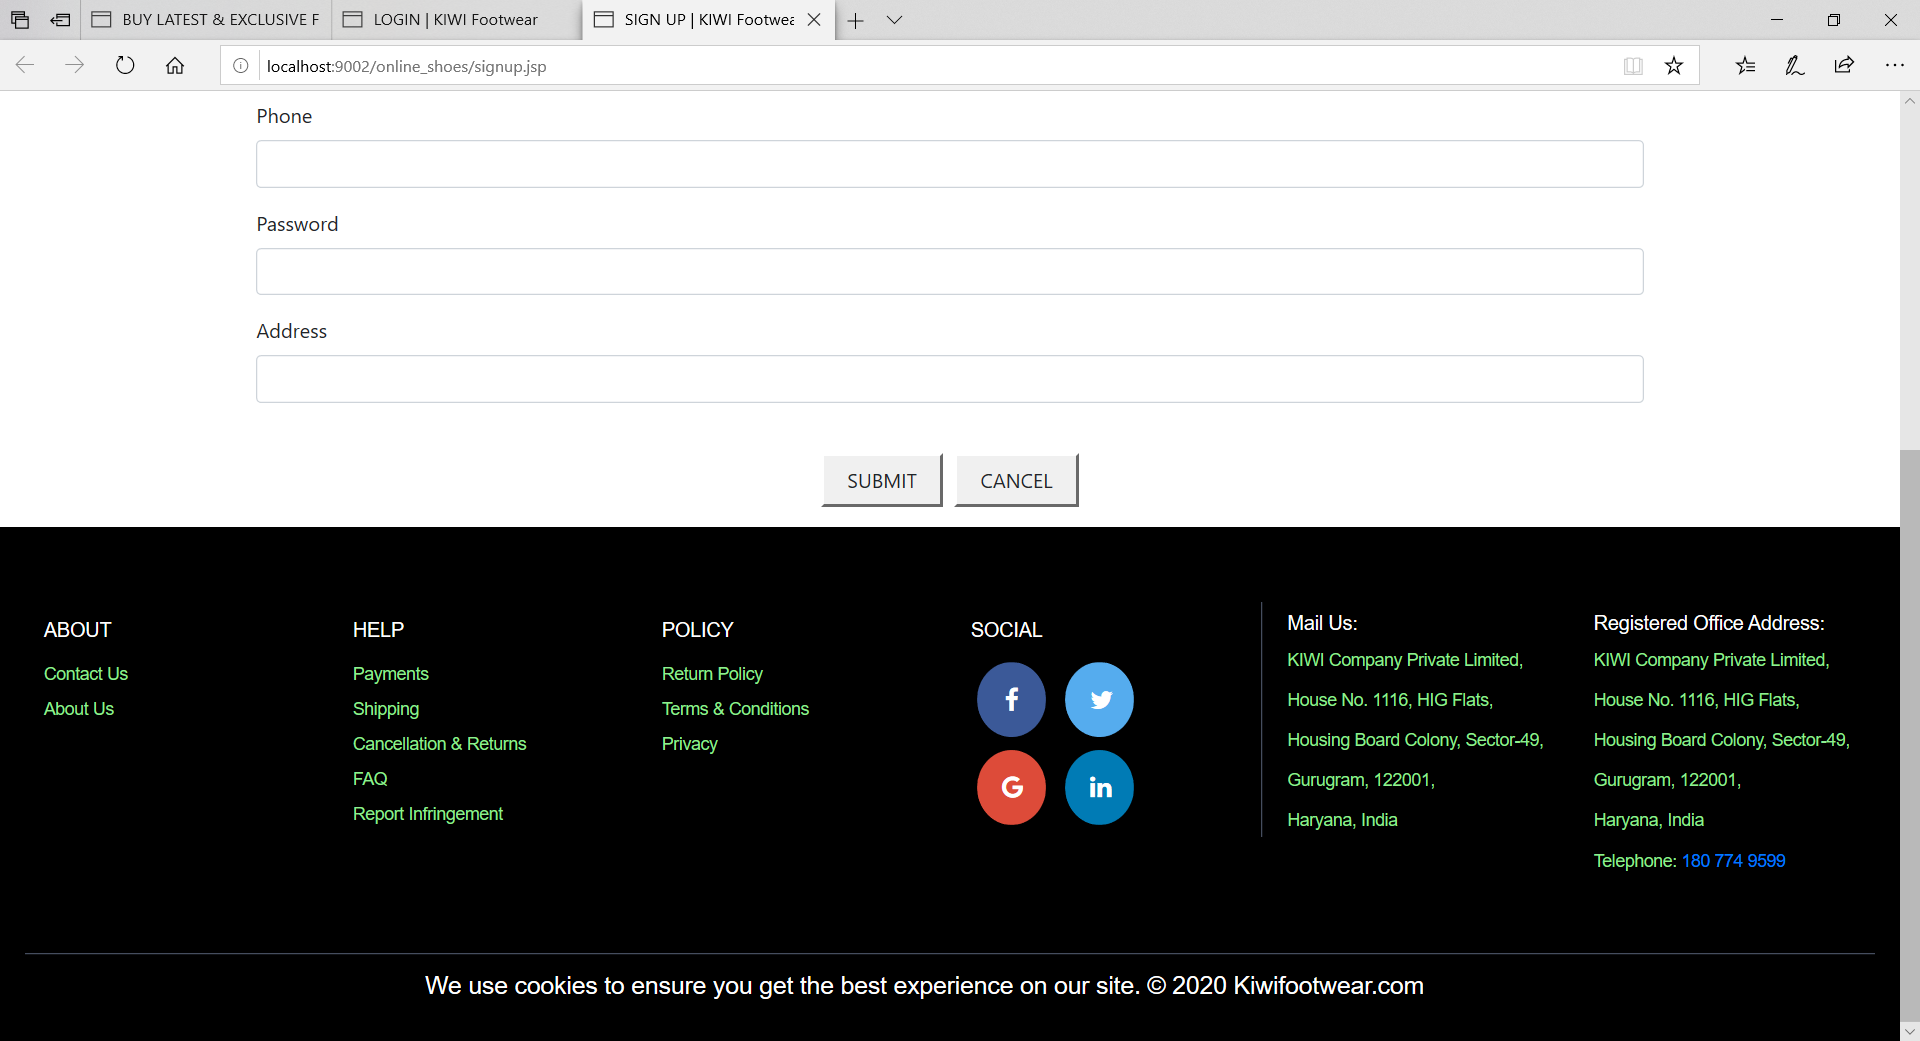 BUY LATEST & EXCLUSIVE F
LOGIN | KIWI Footwear
SIGN UP | KIWI Footwea
localhost:9002/online_shoes/signup.jsp
Phone
Password
Address
SUBMIT
CANCEL
ABOUT
Contact Us
About Us
HELP
Payments
Shipping
Cancellation & Returns
FAQ
Report Infringement
POLICY
Return Policy
Terms & Conditions
Privacy
SOCIAL
f
G
in
Mail Us:
KIWI Company Private Limited,
House No. 1116, HIG Flats,
Housing Board Colony, Sector-49,
Gurugram, 122001,
Haryana, India
Registered Office Address:
KIWI Company Private Limited,
House No. 1116, HIG Flats,
Housing Board Colony, Sector-49,
Gurugram, 122001,
Haryana, India
Telephone: 180 774 9599
We use cookies to ensure you get the best experience on our site. © 2020 Kiwifootwear.com